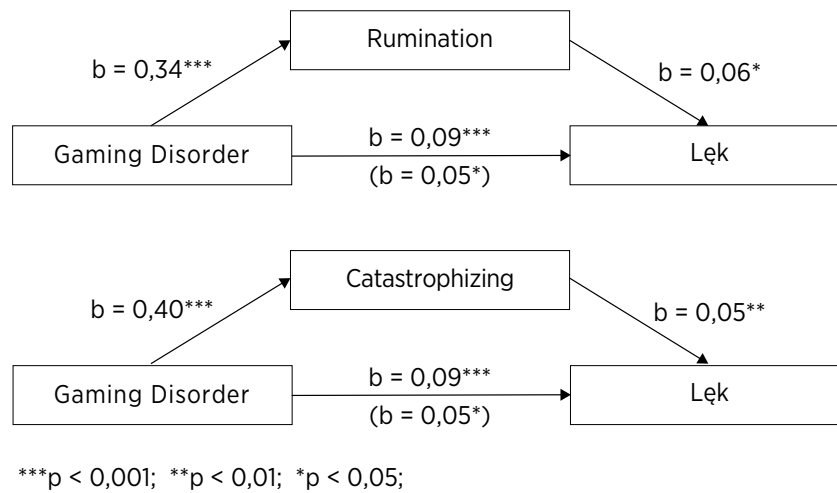 Rumination
b = 0,34***
b = 0,06*
Gaming Disorder
b = 0,09***
(b = 0,05*)
Lęk
Catastrophizing
b = 0,40***
b = 0,05**
Gaming Disorder
b = 0,09***
(b = 0,05*)
Lęk
***p < 0,001; **p < 0,01; *p < 0,05;